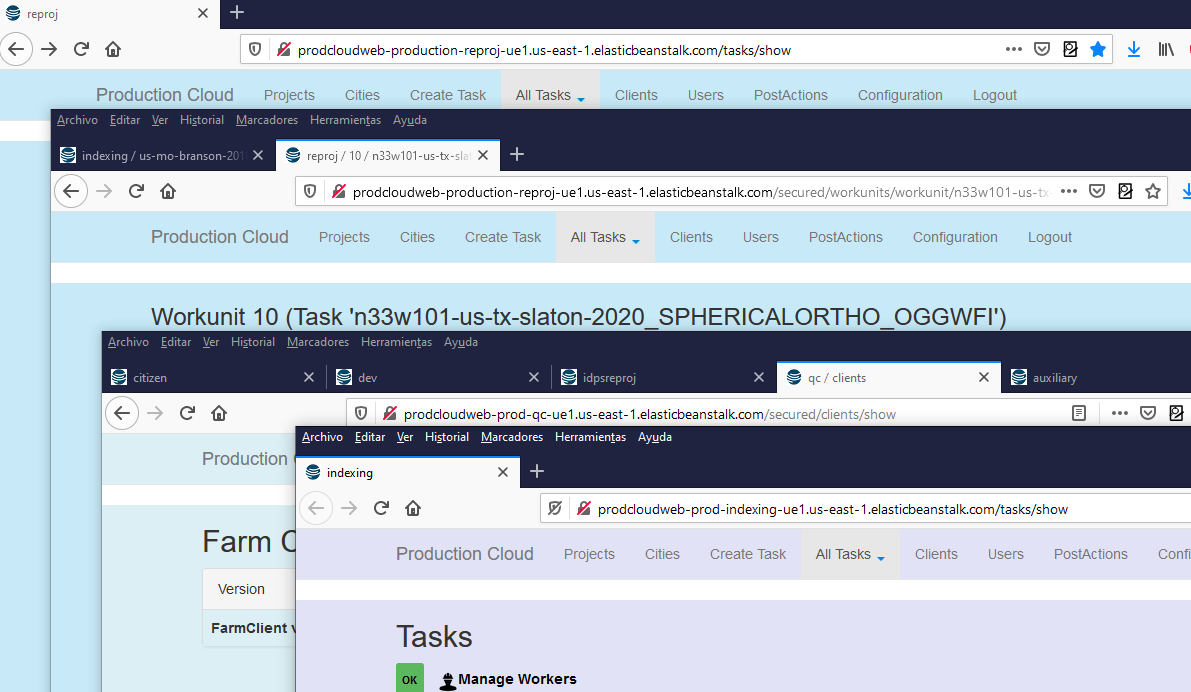 reproj
prodcloudweb-production-reproj-ue1.us-east-1.elasticbeanstalk.com/tasks/show
Production Cloud Projects Cities Create Task All Tasks Clients Users PostActions Configuration Logout
Archivo Editar Ver Historial Marcadores Herramientas Ayuda
indexing / us-mo-branson-201 reproj / 10 / n33w101-us-tx-slat
prodcloudweb-production-reproj-ue1.us-east-1.elasticbeanstalk.com/secured/workunits/workunit/n33w101-us-tx
Production Cloud Projects Cities Create Task All Tasks Clients Users PostActions Configuration Logout
Workunit 10 (Task 'n33w101-us-tx-slaton-2020_SPHERICALORTHO_OGGWFI')
Archivo Editar Ver Historial Marcadores Herramientas Ayuda
citizen dev idpsreproj qc / clients auxiliary
prodcloudweb-prod-qc-ue1.us-east-1.elasticbeanstalk.com/secured/clients/show
Production
Farm C
Version
FarmClient v
Archivo Editar Ver Historial Marcadores Herramientas Ayuda
indexing
prodcloudweb-prod-indexing-ue1.us-east-1.elasticbeanstalk.com/tasks/show
Production Cloud Projects Cities Create Task All Tasks Clients Users PostActions Confi
Tasks
OK Manage Workers